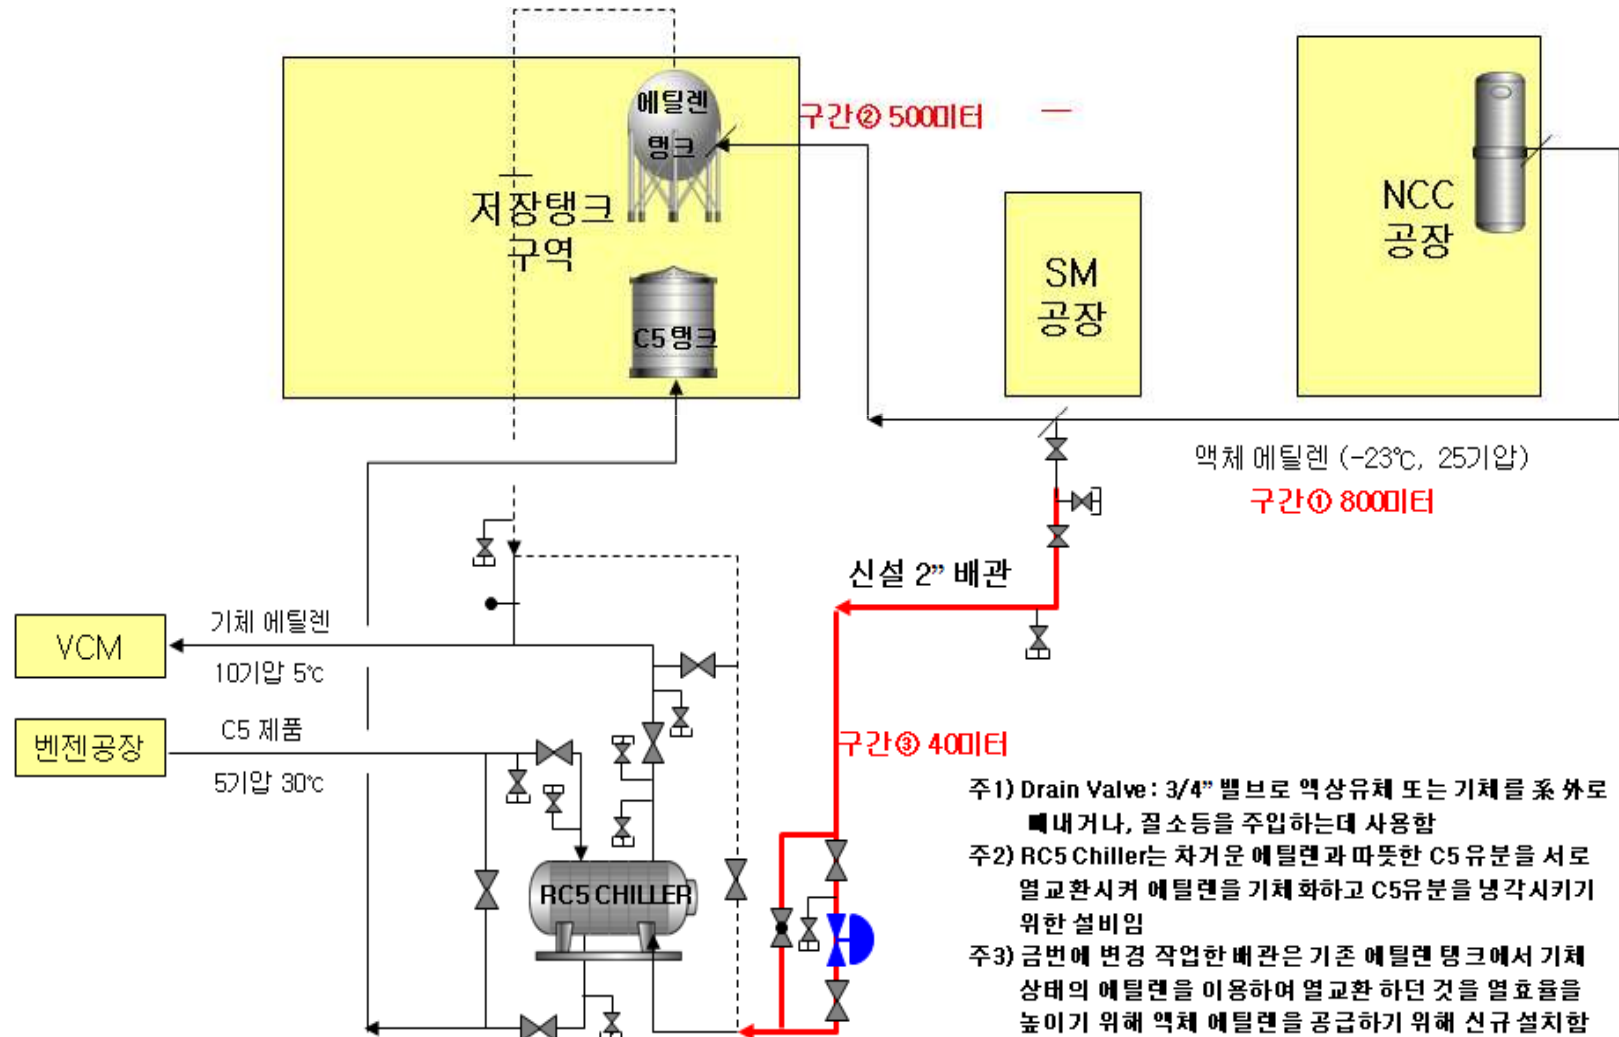 에틸렌
탱크
구간② 500미터
저장탱크
구역
C5탱크
SM
공장
NCC
공장
액체 에틸렌 (-23℃, 25기압)
구간① 800미터
신설 2” 배관
VCM
기체 에틸렌
10기압 5℃
벤젠공장
C5 제품
5기압 30℃
구간③ 40미터
RC5 CHILLER
주1) Drain Valve : 3/4” 밸브로 액상유체 또는 기체를 系 外로
빼내거나, 질소등을 주입하는데 사용함
주2) RC5 Chiller는 차거운 에틸렌과 따뜻한 C5 유분을 서로
열교환시켜 에틸렌을 기체화하고 C5유분을 냉각시키기
위한 설비임
주3) 금번에 변경 작업한 배관은 기존 에틸렌 탱크에서 기체
상태의 에틸렌을 이용하여 열교환 하던 것을 열효율을
높이기 위해 액체 에틸렌을 공급하기 위해 신규 설치함